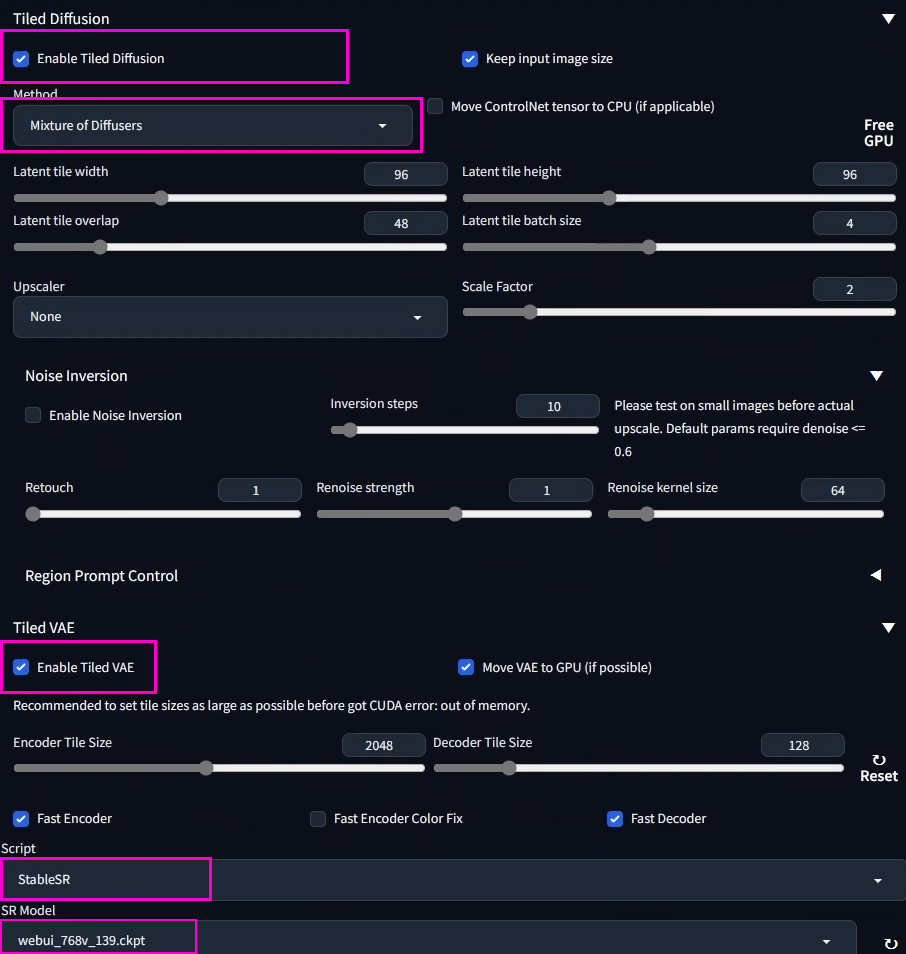 Tiled Diffusion
Enable Tiled Diffusion
Keep input image size
Method
Move ControlNet tensor to CPU (if applicable)
Mixture of Diffusers
Free
GPU
Latent tile width
96
Latent tile height
96
Latent tile overlap
48
Latent tile batch size
4
Upscaler
Scale Factor
2
None
Noise Inversion
Enable Noise Inversion
Inversion steps
10
Please test on small images before actual
upscale. Default params require denoise <=
0.6
Retouch
1
Renoise strength
1
Renoise kernel size
64
Region Prompt Control
Tiled VAE
Enable Tiled VAE
Move VAE to GPU (if possible)
Recommended to set tile sizes as large as possible before got CUDA error: out of memory.
Encoder Tile Size
2048
Decoder Tile Size
128
Reset
Fast Encoder
Fast Encoder Color Fix
Fast Decoder
Script
StableSR
SR Model
webui_768v_139.ckpt